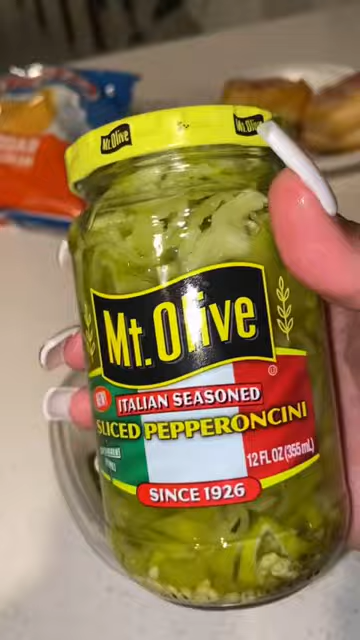 Mt. Olive
Mt. Olive
Mt. Olive
NEW
ITALIAN SEASONED
SLICED PEPPERONCINI
12 FL OZ (355 mL)
SINCE 1926